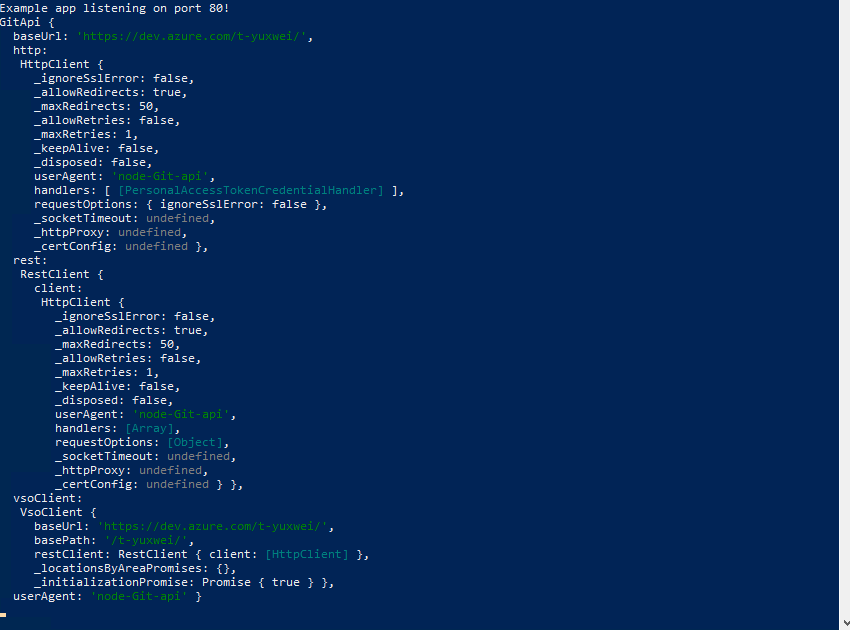 Example app listening on port 80!
GitApi {
  baseUrl: 'https://dev.azure.com/t-yuxwei/',
  http:
   HttpClient {
     _ignoreSslError: false,
     _allowRedirects: true,
     _maxRedirects: 50,
     _allowRetries: false,
     _maxRetries: 1,
     _keepAlive: false,
     _disposed: false,
     userAgent: 'node-Git-api',
     handlers: [ [PersonalAccessTokenCredentialHandler] ],
     requestOptions: { ignoreSslError: false },
     _socketTimeout: undefined,
     _httpProxy: undefined,
     _certConfig: undefined },
  rest:
   RestClient {
     client:
      HttpClient {
        _ignoreSslError: false,
        _allowRedirects: true,
        _maxRedirects: 50,
        _allowRetries: false,
        _maxRetries: 1,
        _keepAlive: false,
        _disposed: false,
        userAgent: 'node-Git-api',
        handlers: [Array],
        requestOptions: [Object],
        _socketTimeout: undefined,
        _httpProxy: undefined,
        _certConfig: undefined } },
  vsoClient:
   VsoClient {
     baseUrl: 'https://dev.azure.com/t-yuxwei/',
     basePath: '/t-yuxwei/',
     restClient: RestClient { client: [HttpClient] },
     _locationsByAreaPromises: {},
     _initializationPromise: Promise { true } },
  userAgent: 'node-Git-api' }